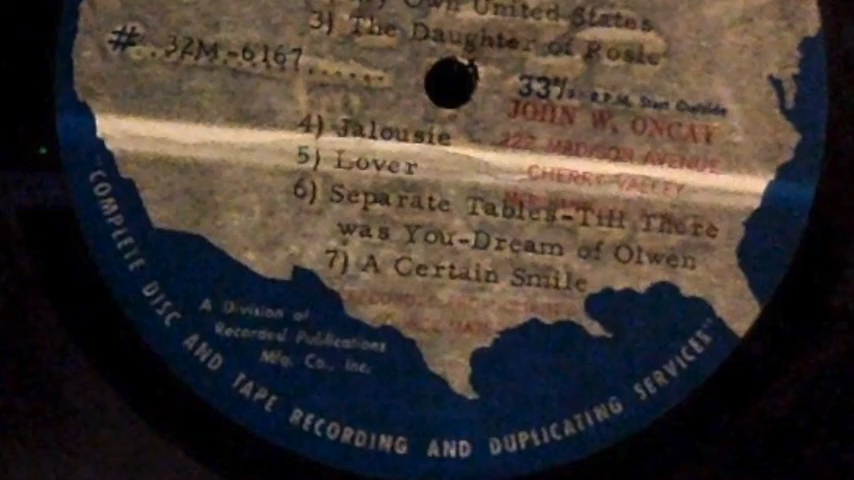 Own United States
3) The Daughter of Rosie
#..32M.-6167......
33⅓ R.P.M. Start Outside
JOHN W. ONCAY
222 MADISON AVENUE
CHERRY VALLEY
4) Jalousie
5) Lover
6) Separate Tables-Till There
was You-Dream of Olwen
7) A Certain Smile
A Division of
Recorded Publications
Mfg. Co., Inc.
"COMPLETE DISC AND TAPE RECORDING AND DUPLICATING SERVICES"